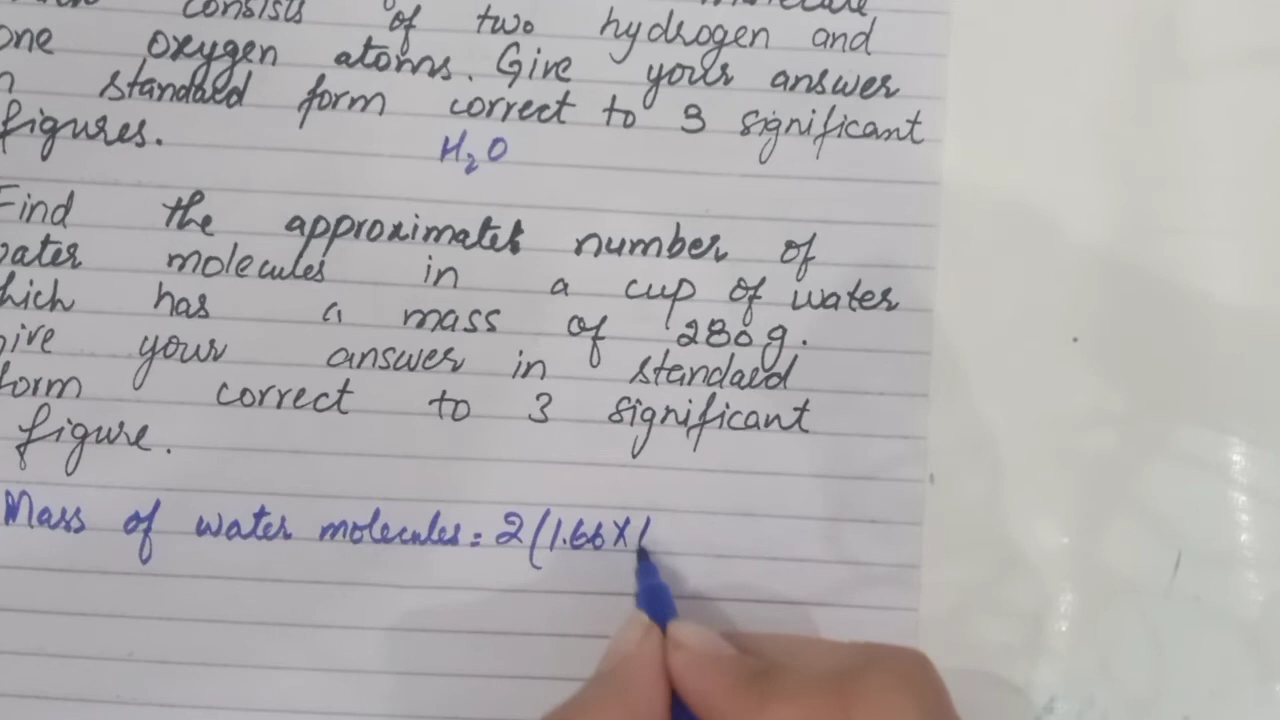 consists of two hydrogen and
one oxygen atoms. Give your answer
standard form correct to 3 significant
figures.
H₂O
Find the approximates number of
water molecules in a cup of water
which has a mass of 280g.
give your answer in standard
form correct to 3 significant
figure.
Mass of water molecules = 2(1.66×1